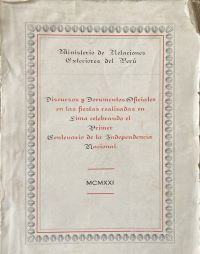 Ministerio de Relaciones
Exteriores del Perú
Discursos y Documentos Oficiales
en las fiestas realizadas en
Lima celebrando el
Primer
Centenario de la Independencia
Nacional.
MCMXXI